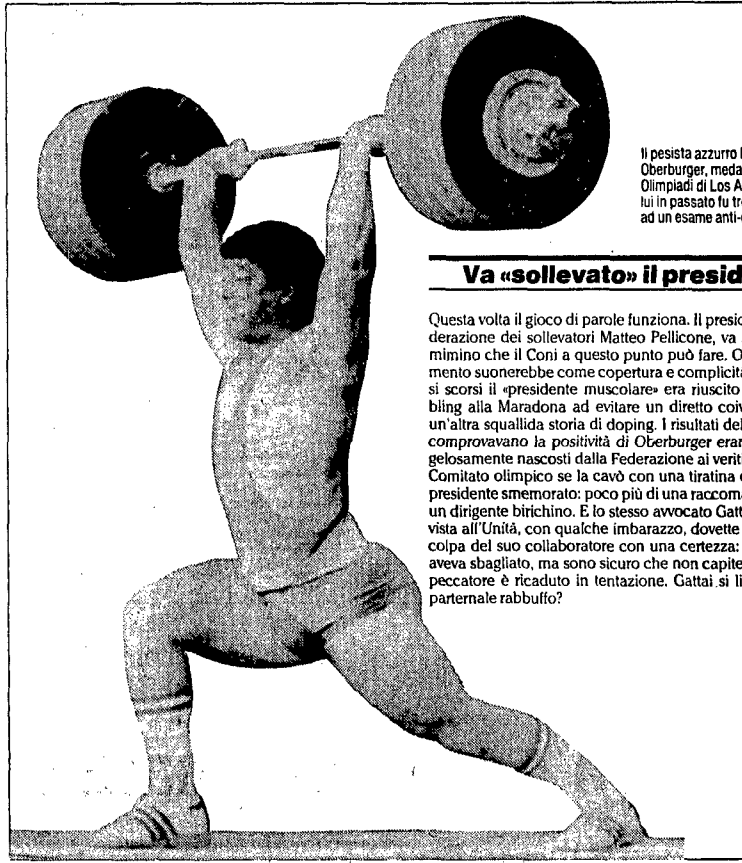 Il pesista azzurro
Oberburger, meda
Olimpiadi di Los A
lui in passato fu tr
ad un esame anti-
Va «sollevato» il presid
Questa volta il gioco di parole funziona. Il presid
derazione dei sollevatori Matteo Pellicone, va
mimino che il Coni a questo punto può fare. O
mento suonerebbe come copertura e complicità
si scorsi il «presidente muscolare» era riuscito
bling alla Maradona ad evitare un diretto coiv
un'altra squallida storia di doping. I risultati del
comprovavano la positività di Oberburger erar
gelosamente nascosti dalla Federazione ai verit
Comitato olimpico se la cavò con una tiratina
presidente smemorato: poco più di una raccoma
un dirigente birichino. E lo stesso avvocato Gatt
vista all'Unità, con qualche imbarazzo, dovette
colpa del suo collaboratore con una certezza:
aveva sbagliato, ma sono sicuro che non capite
peccatore è ricaduto in tentazione. Gattai si li
parternale rabbuffo?